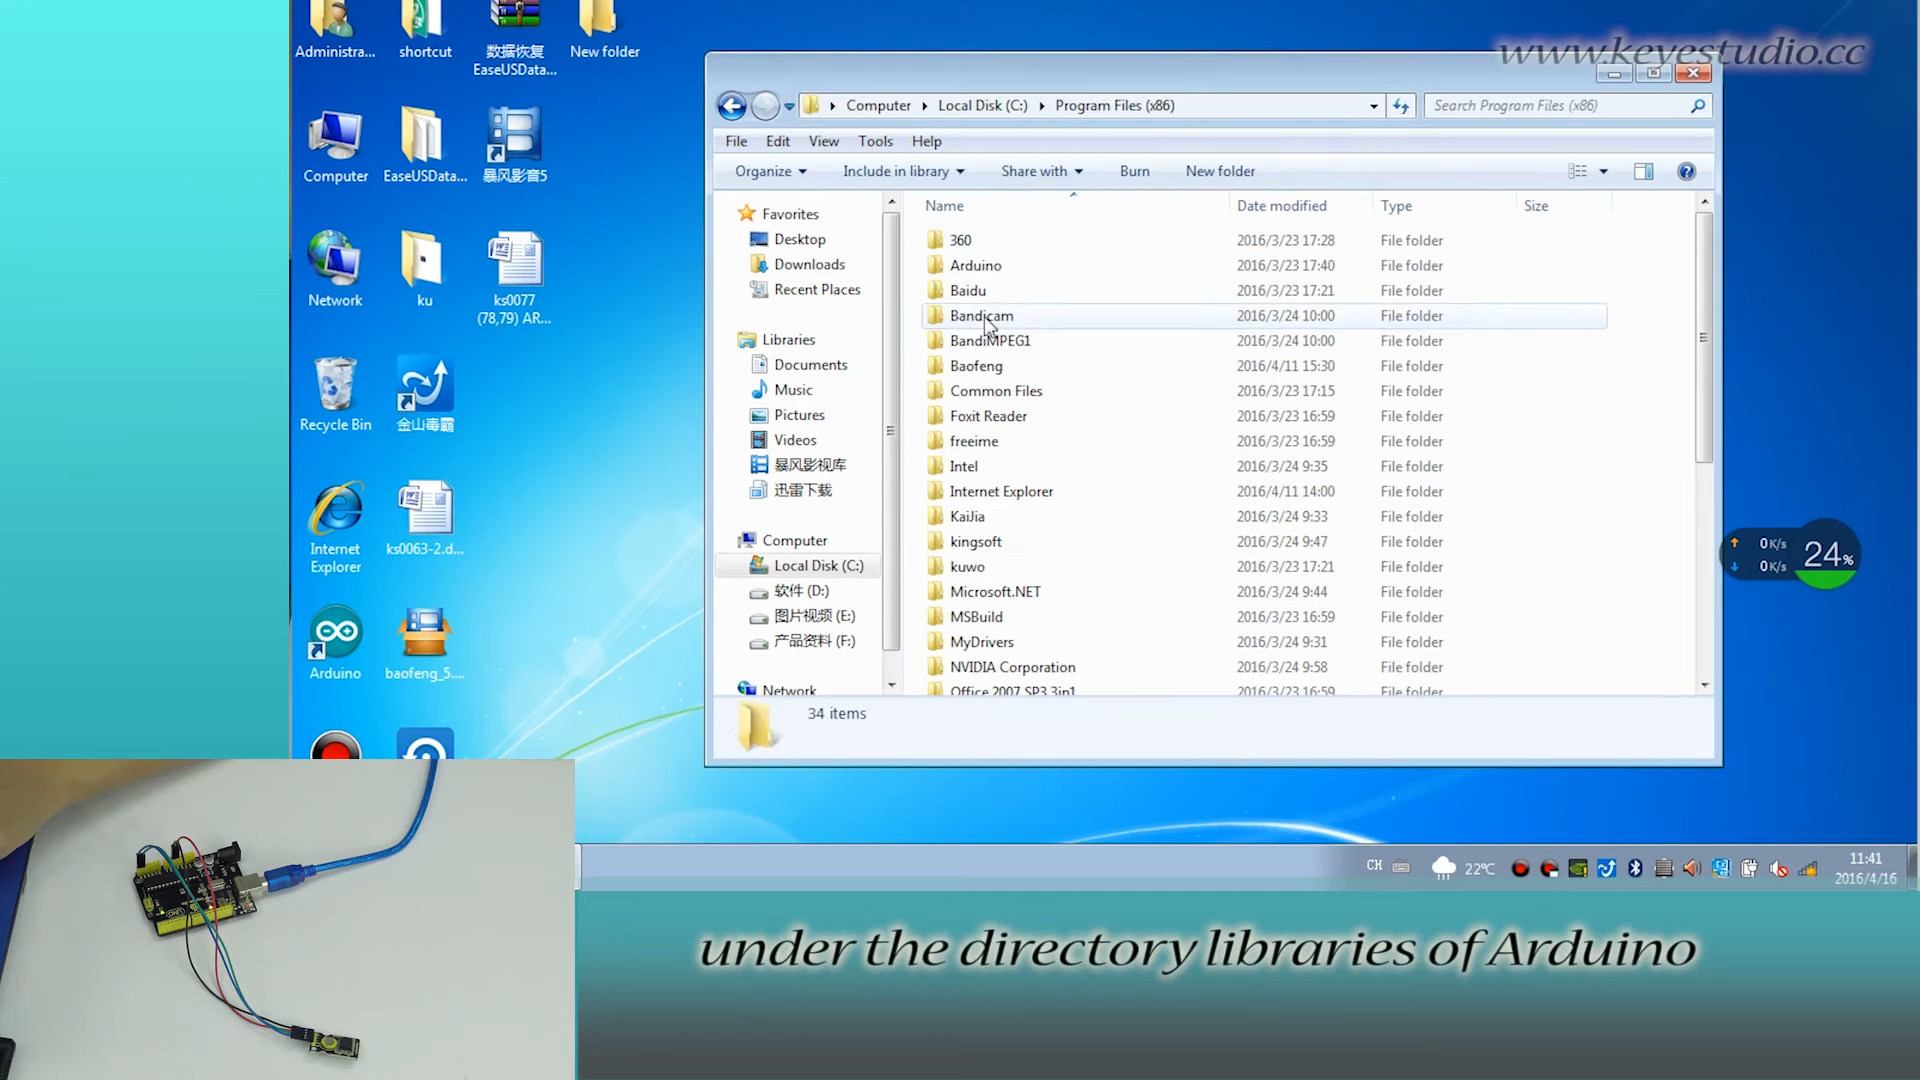 www.keyestudio.cc
Administra...
shortcut
数据恢复
EaseUSData...
New folder
Computer
EaseUSData...
暴风影音5
Network
ku
ks0077
(78,79) AR...
Recycle Bin
金山毒霸
Internet
Explorer
ks0063-2.d...
Arduino
baofeng_5....
Computer
Local Disk (C:)
Program Files (x86)
Search Program Files (x86)
File Edit View Tools Help
Organize Include in library Share with Burn New folder
Favorites
Desktop
Downloads
Recent Places
Libraries
Documents
Music
Pictures
Videos
暴风影视库
迅雷下载
Computer
Local Disk (C:)
软件 (D:)
图片视频 (E:)
产品资料 (F:)
Network
Name Date modified Type Size
360 2016/3/23 17:28 File folder
Arduino 2016/3/23 17:40 File folder
Baidu 2016/3/23 17:21 File folder
Bandicam 2016/3/24 10:00 File folder
BandiMPEG1 2016/3/24 10:00 File folder
Baofeng 2016/4/11 15:30 File folder
Common Files 2016/3/23 17:15 File folder
Foxit Reader 2016/3/23 16:59 File folder
freeime 2016/3/23 16:59 File folder
Intel 2016/3/24 9:35 File folder
Internet Explorer 2016/4/11 14:00 File folder
KaiJia 2016/3/24 9:33 File folder
kingsoft 2016/3/24 9:47 File folder
kuwo 2016/3/23 17:21 File folder
Microsoft.NET 2016/3/24 9:44 File folder
MSBuild 2016/3/23 16:59 File folder
MyDrivers 2016/3/24 9:31 File folder
NVIDIA Corporation 2016/3/24 9:58 File folder
Office 2007 SP3 3in1 2016/3/23 16:59 File folder
34 items
0K/s
0K/s
24%
CH
22℃
11:41
2016/4/16
UNO
under the directory libraries of Arduino